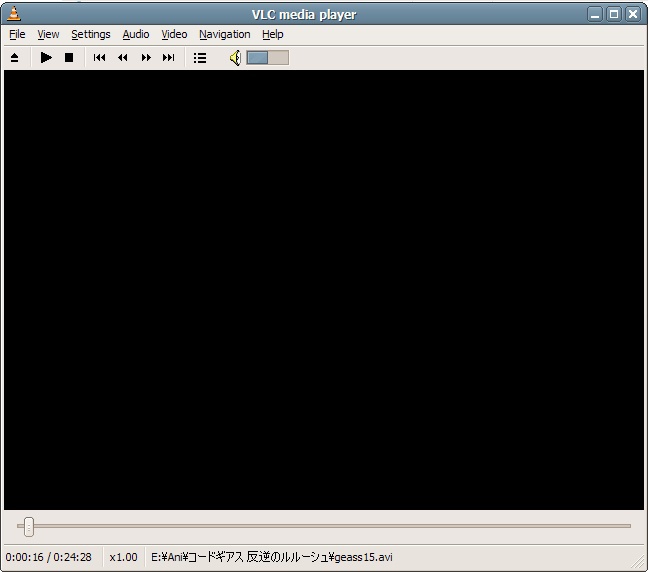 VLC media player
File View Settings Audio Video Navigation Help
0:00:16 / 0:24:28 x1.00 E:¥Ani¥コードギアス 反逆のルルーシュ¥geass15.avi